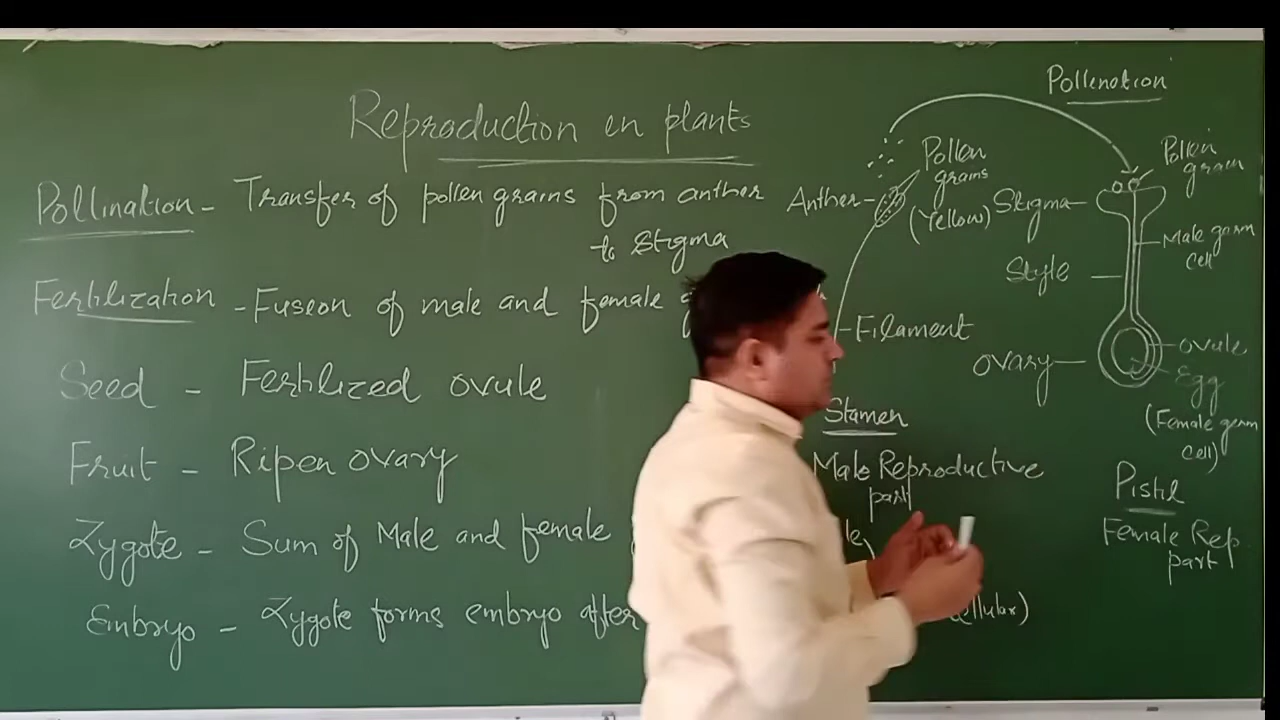 Reproduction in plants
Pollination - Transfer of pollen grains from anther
to Stigma
Fertilization - Fusion of male and female
Seed - Fertilized ovule
Fruit - Ripen ovary
Zygote - Sum of Male and female
Embryo - Zygote forms embryo after
Pollenation
Pollen
grains
(Yellow)
Anther
Filament
Stamen
Male Reproductive
part
Pollen
grain
Stigma
Male germ
cell
Style
Ovary
Ovule
Egg
(Female germ
cell)
Pistil
Female Rep
part